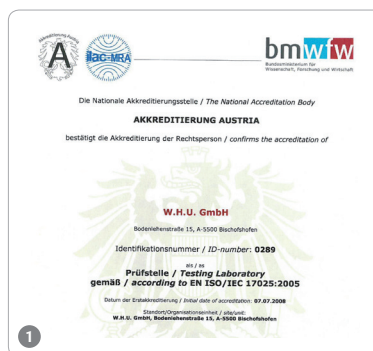 Akkreditierung Austria
A
ilac-MRA
bmwfw
Bundesministerium für
Wissenschaft, Forschung und Wirtschaft
Die Nationale Akkreditierungsstelle / The National Accreditation Body
AKKREDITIERUNG AUSTRIA
bestätigt die Akkreditierung der Rechtsperson / confirms the accreditation of
W.H.U. GmbH
Bodenlehenstraße 15, A-5500 Bischofshofen
Identifikationsnummer / ID-number: 0289
als / as
Prüfstelle / Testing Laboratory
gemäß / according to EN ISO/IEC 17025:2005
Datum der Erstakkreditierung / Initial date of accreditation: 07.07.2008
Standort/Organisationseinheit / site/unit:
W.H.U. GmbH, Bodenlehenstraße 15, A-5500 Bischofshofen
1